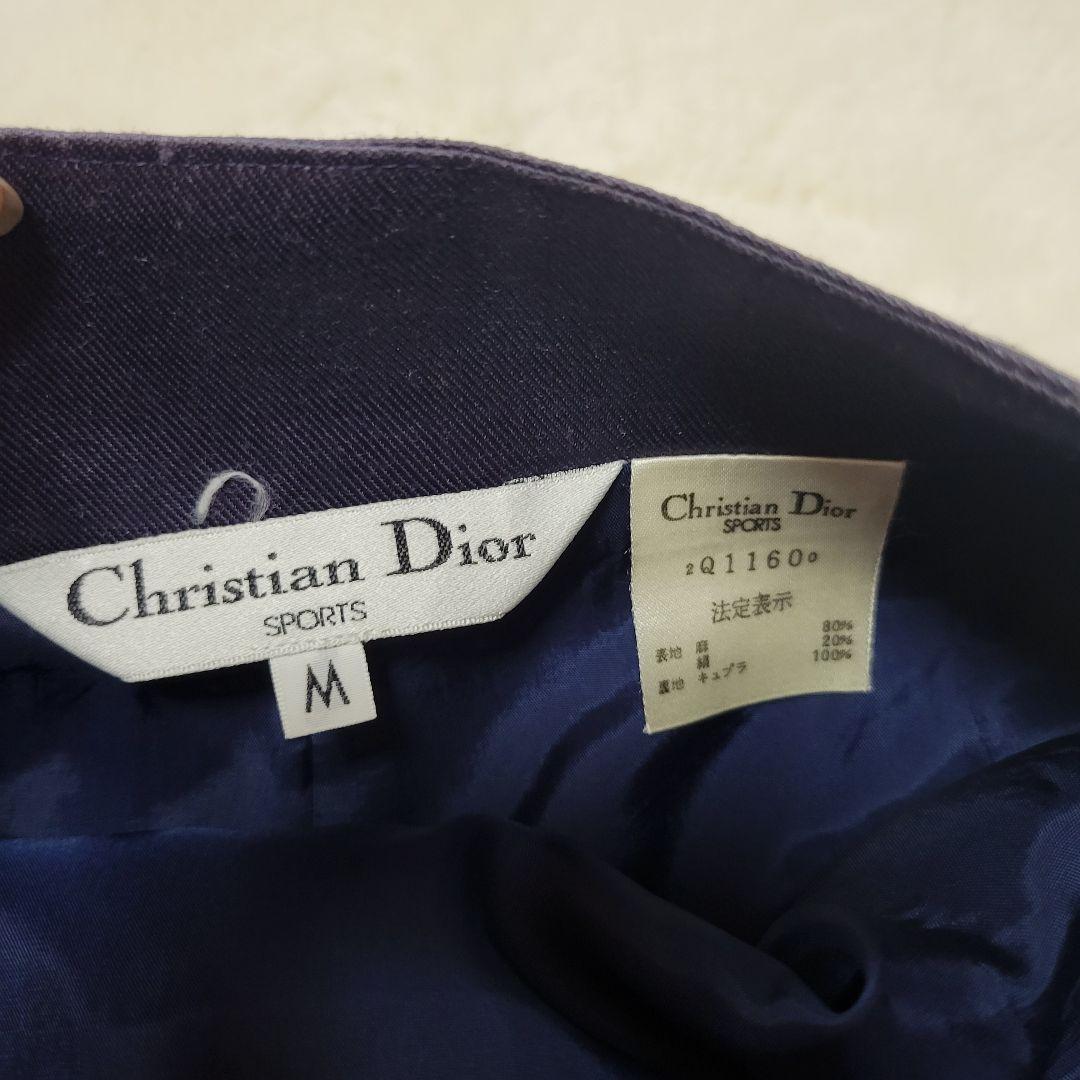 Christian Dior
SPORTS
M
Christian Dior
SPORTS
2Q11600
法定表示
表地 麻 80%
絹 20%
裏地 キュプラ 100%